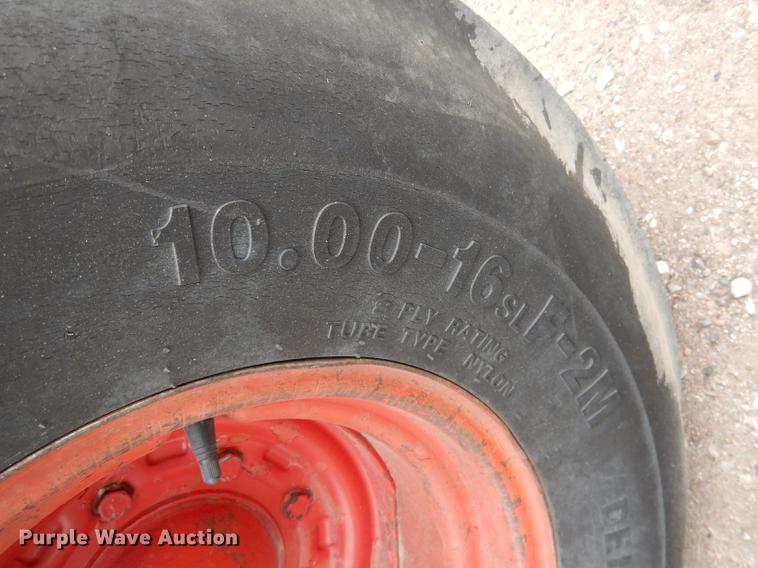 10.00-16SL F-2M
PLY RATING
TUBE TYPE NYLON
Purple Wave Auction